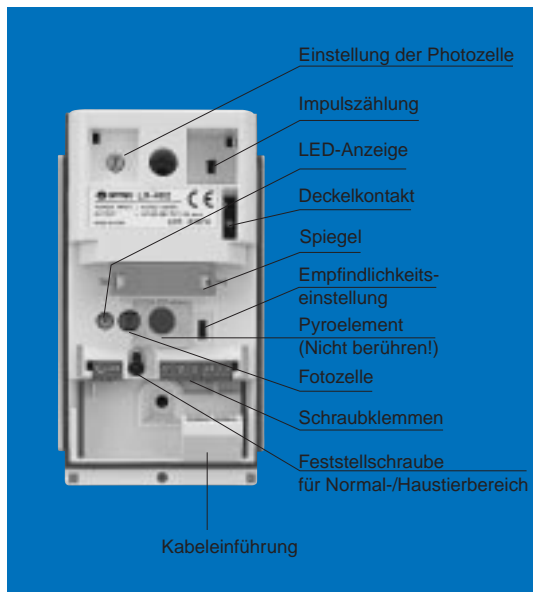 Einstellung der Photozelle
Impulszählung
LED-Anzeige
Deckelkontakt
Spiegel
Empfindlichkeits-
einstellung
Pyroelement
(Nicht berühren!)
Fotozelle
Schraubklemmen
Feststellschraube
für Normal-/Haustierbereich
Kabeleinführung
CE